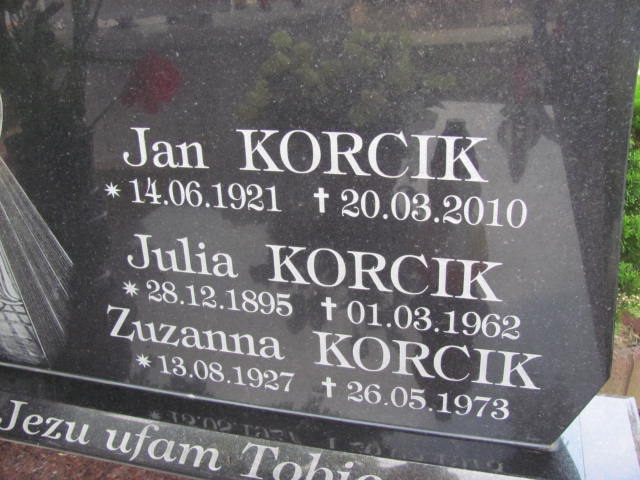 Jan KORCIK
* 14.06.1921 † 20.03.2010
Julia KORCIK
* 28.12.1895 † 01.03.1962
Zuzanna KORCIK
* 13.08.1927 † 26.05.1973
Jezu ufam Tobie